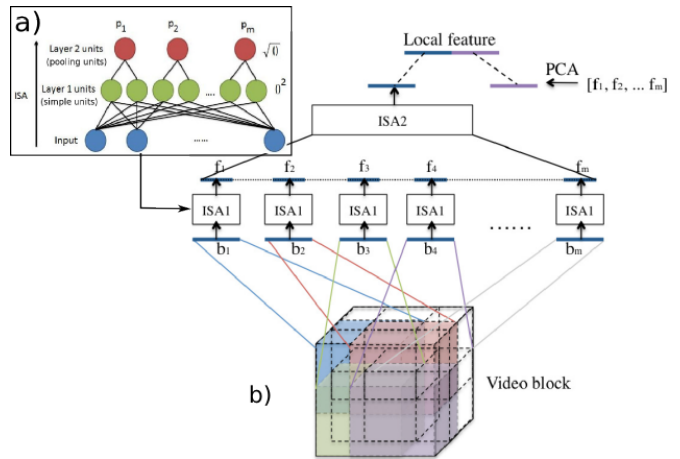 a)
p1 p2 pm
Layer 2 units
(pooling units)
√()
ISA
Layer 1 units
(simple units)
....
()²
Input
......
Local feature
PCA
[f1, f2, ... fm]
ISA2
f1 f2 f3 f4 fm
ISA1 ISA1 ISA1 ISA1 ...... ISA1
b1 b2 b3 b4 bm
b)
Video block